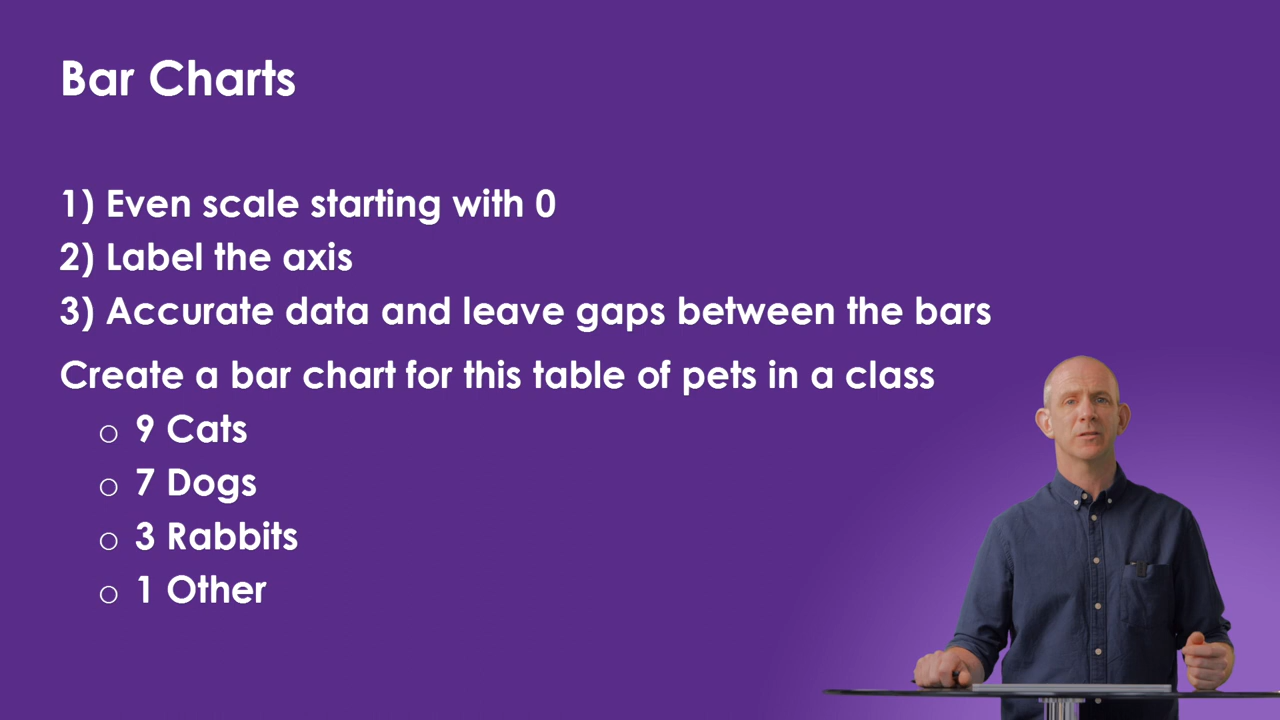 Bar Charts
1) Even scale starting with 0
2) Label the axis
3) Accurate data and leave gaps between the bars
Create a bar chart for this table of pets in a class
o 9 Cats
o 7 Dogs
o 3 Rabbits
o 1 Other